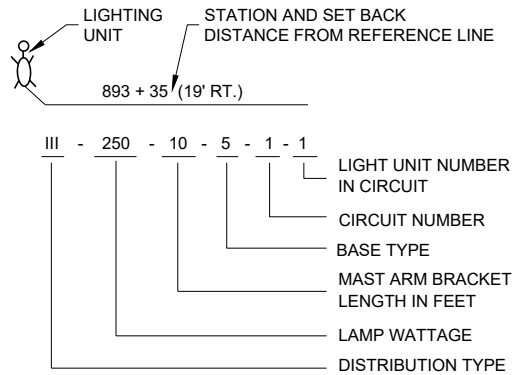 LIGHTING
UNIT
STATION AND SET BACK
DISTANCE FROM REFERENCE LINE
893 + 35 (19' RT.)
III - 250 - 10 - 5 - 1 - 1
LIGHT UNIT NUMBER
IN CIRCUIT
CIRCUIT NUMBER
BASE TYPE
MAST ARM BRACKET
LENGTH IN FEET
LAMP WATTAGE
DISTRIBUTION TYPE